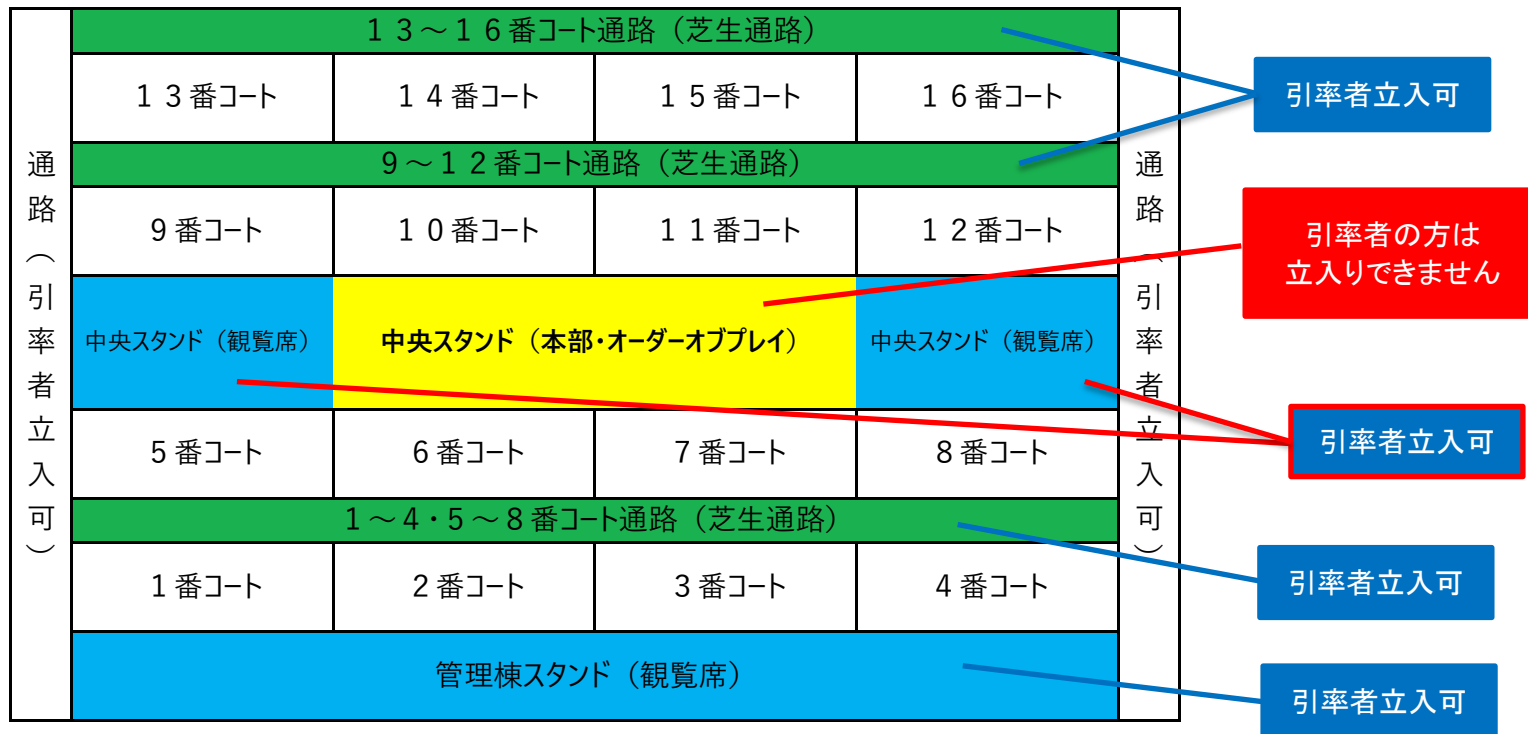 １３～１６番コート通路（芝生通路）
１３番コート
１４番コート
１５番コート
１６番コート
引率者立入可
９～１２番コート通路（芝生通路）
９番コート
１０番コート
１１番コート
１２番コート
引率者の方は
立入りできません
通路（引率者立入可）
中央スタンド（観覧席）
中央スタンド（本部・オーダーオブプレイ）
中央スタンド（観覧席）
通路（引率者立入可）
５番コート
６番コート
７番コート
８番コート
引率者立入可
１～４・５～８番コート通路（芝生通路）
１番コート
２番コート
３番コート
４番コート
引率者立入可
管理棟スタンド（観覧席）
引率者立入可